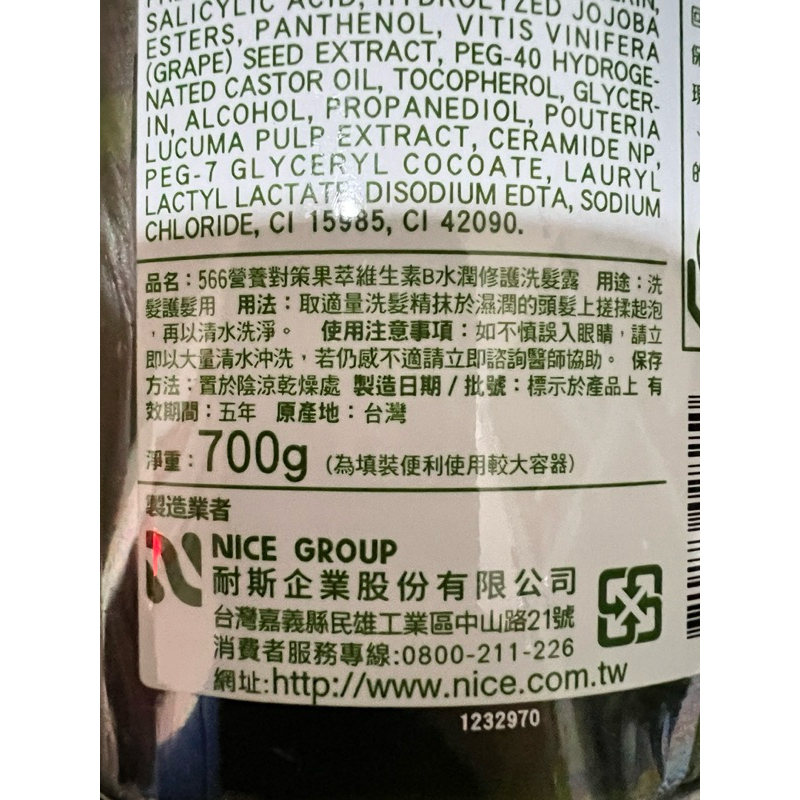 SALICYLIC ACID, HYDROLYZED JOJOBA
ESTERS, PANTHENOL, VITIS VINIFERA
(GRAPE) SEED EXTRACT, PEG-40 HYDROGE-
NATED CASTOR OIL, TOCOPHEROL, GLYCER-
IN, ALCOHOL, PROPANEDIOL, POUTERIA
LUCUMA PULP EXTRACT, CERAMIDE NP,
PEG-7 GLYCERYL COCOATE, LAURYL
LACTYL LACTATE, DISODIUM EDTA, SODIUM
CHLORIDE, CI 15985, CI 42090.
品名：566營養對策果萃維生素B水潤修護洗髮露 用途：洗
髮護髮用 用法：取適量洗髮精抹於濕潤的頭髮上搓揉起泡
，再以清水洗淨。 使用注意事項：如不慎誤入眼睛，請立
即以大量清水沖洗，若仍感不適請立即諮詢醫師協助。 保存
方法：置於陰涼乾燥處 製造日期/批號：標示於產品上 有
效期間：五年 原產地：台灣
淨重：700g (為填裝便利使用較大容器)
製造業者
NICE GROUP
耐斯企業股份有限公司
台灣嘉義縣民雄工業區中山路21號
消費者服務專線:0800-211-226
網址:http://www.nice.com.tw
1232970